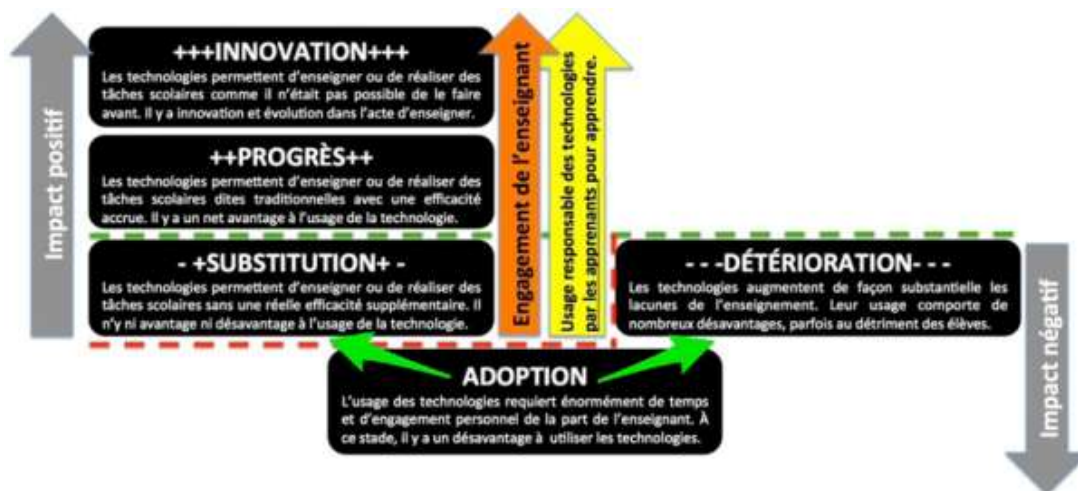 Impact positif
+++INNOVATION+++
Les technologies permettent d'enseigner ou de réaliser des
tâches scolaires comme il n'était pas possible de le faire
avant. Il y a innovation et évolution dans l'acte d'enseigner.
++PROGRÈS++
Les technologies permettent d'enseigner ou de réaliser des
tâches scolaires dites traditionnelles avec une efficacité
accrue. Il y a un net avantage à l'usage de la technologie.
- +SUBSTITUTION+ -
Les technologies permettent d'enseigner ou de réaliser des
tâches scolaires sans une réelle efficacité supplémentaire. Il
n'y ni avantage ni désavantage à l'usage de la technologie.
Engagement de l'enseignant
Usage responsable des technologies
par les apprenants pour apprendre.
- - -DÉTÉRIORATION- - -
Les technologies augmentent de façon substantielle les
lacunes de l'enseignement. Leur usage comporte de
nombreux désavantages, parfois au détriment des élèves.
ADOPTION
L'usage des technologies requiert énormément de temps
et d'engagement personnel de la part de l'enseignant. À
ce stade, il y a un désavantage à utiliser les technologies.
Impact négatif